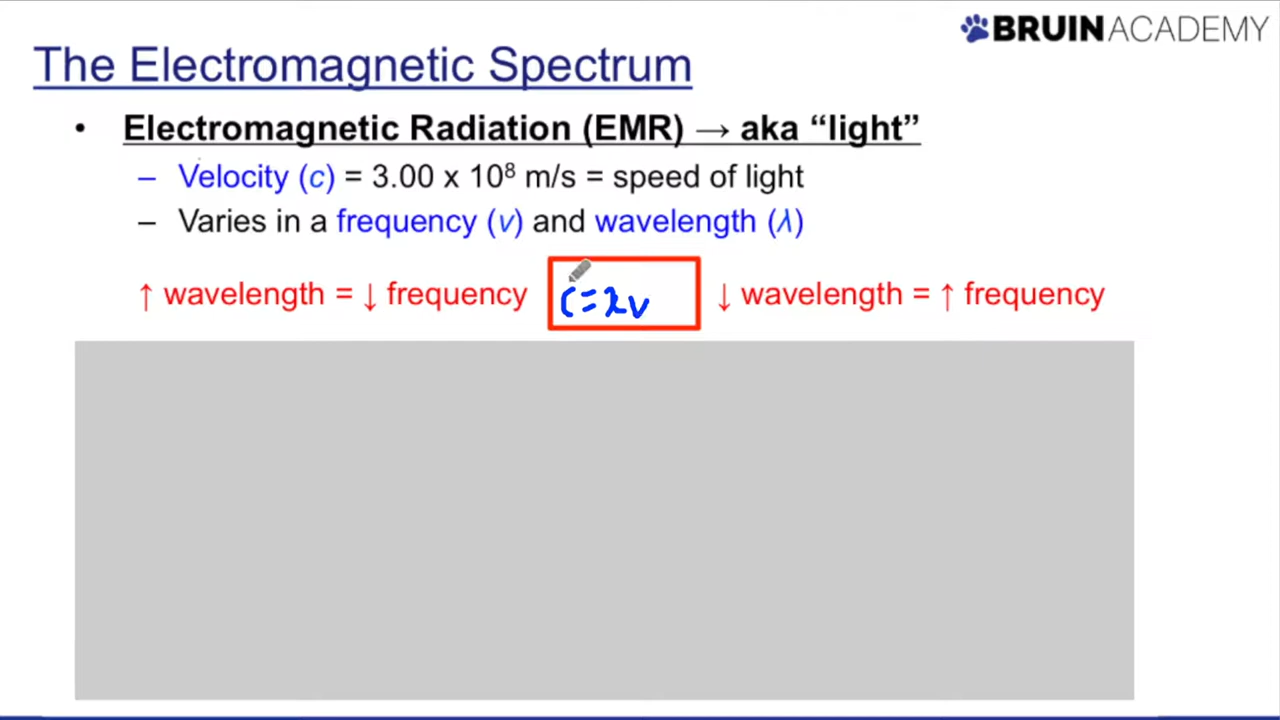 BRUINACADEMY
The Electromagnetic Spectrum
• Electromagnetic Radiation (EMR) → aka “light”
– Velocity (c) = 3.00 x 10⁸ m/s = speed of light
– Varies in a frequency (ν) and wavelength (λ)
↑ wavelength = ↓ frequency c=λν ↓ wavelength = ↑ frequency